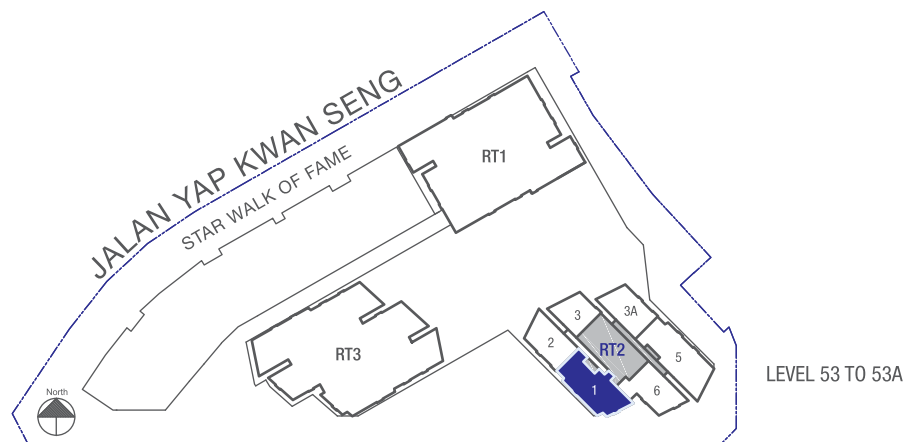 JALAN YAP KWAN SENG
STAR WALK OF FAME
RT1
RT3
3
3A
2
RT2
5
1
6
LEVEL 53 TO 53A
North